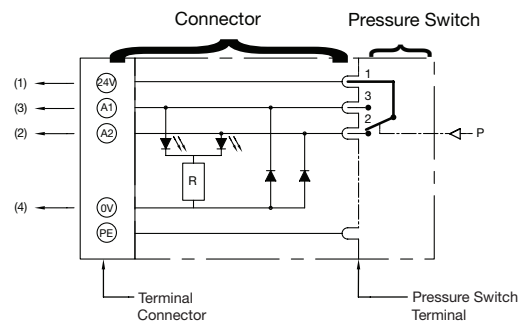 Connector
Pressure Switch
(1)
24V
1
(3)
A1
3
(2)
A2
2
P
R
(4)
0V
PE
Terminal
Connector
Pressure Switch
Terminal